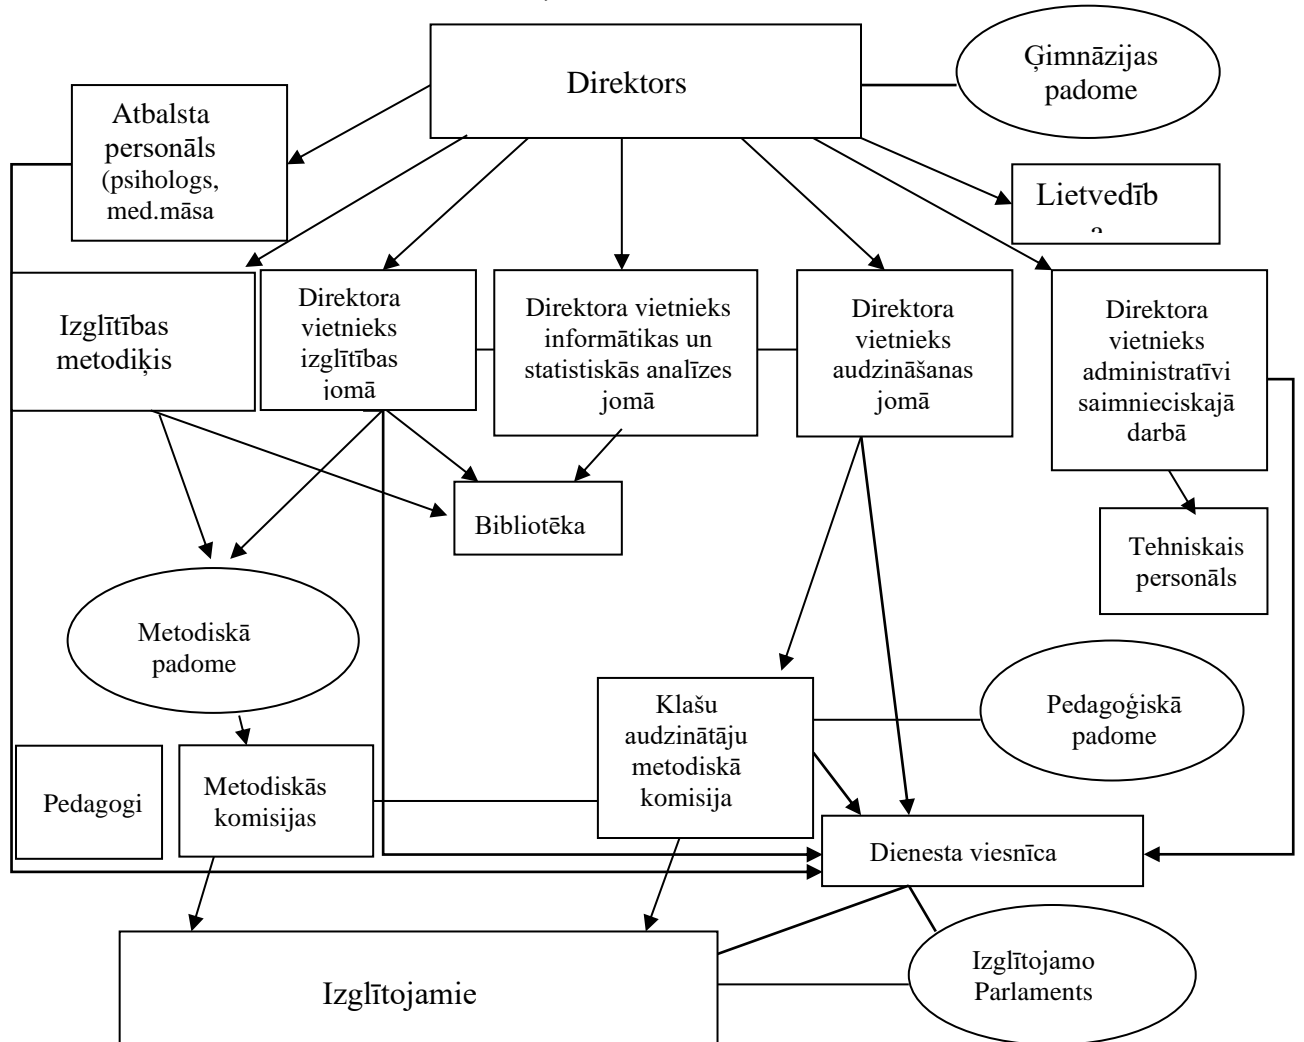 Direktors
Ģimnāzijas
padome
Atbalsta
personāls
(psihologs,
med.māsa
Lietvedīb
a
Izglītības
metodiķis
Direktora
vietnieks
izglītības
jomā
Direktora vietnieks
informātikas un
statistiskās analīzes
jomā
Direktora
vietnieks
audzināšanas
jomā
Direktora
vietnieks
administratīvi
saimnieciskajā
darbā
Bibliotēka
Tehniskais
personāls
Metodiskā
padome
Klašu
audzinātāju
metodiskā
komisija
Pedagoģiskā
padome
Pedagogi
Metodiskās
komisijas
Dienesta viesnīca
Izglītojamie
Izglītojamo
Parlaments